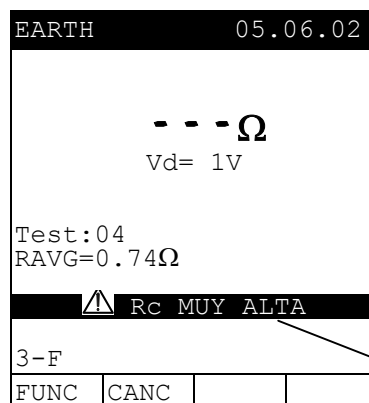 EARTH 05.06.02
- - -Ω
Vd= 1V
Test:04
RAVG=0.74Ω
⚠ Rc MUY ALTA
3-F
FUNC CANC